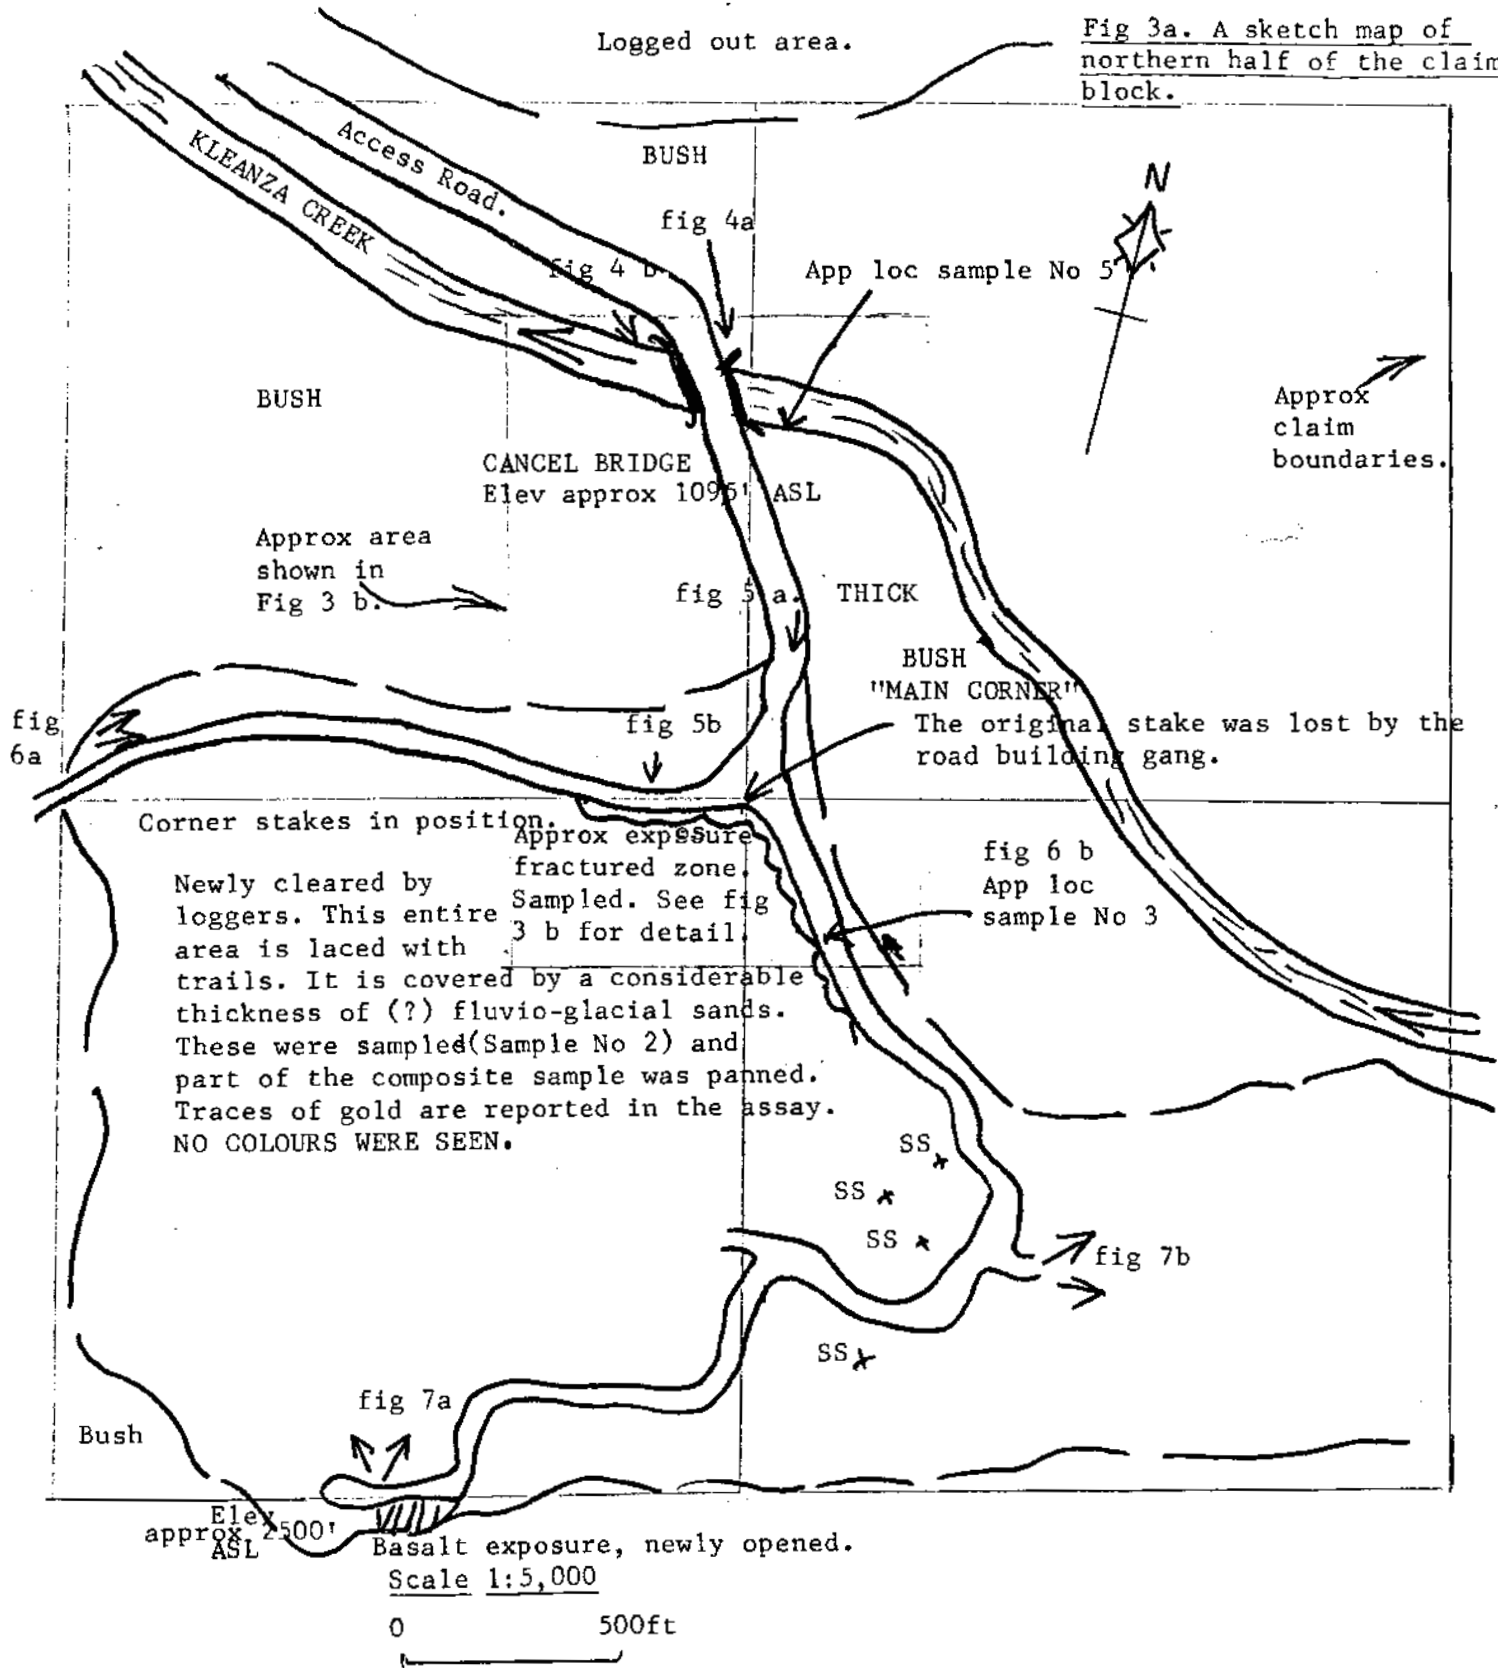 Logged out area.
Fig 3a. A sketch map of
northern half of the claim
block.
Access Road.
KLEANZA CREEK
BUSH
N
fig 4a
fig 4 b
App loc sample No 5
BUSH
Approx
claim
boundaries.
CANCEL BRIDGE
Elev approx 1095' ASL
Approx area
shown in
Fig 3 b.
fig 5 a.
THICK
BUSH
"MAIN CORNER"
The original stake was lost by the
road building gang.
fig
6a
fig 5b
Corner stakes in position.
Approx exposure
fractured zone.
Sampled. See fig
3 b for detail.
fig 6 b
App loc
sample No 3
Newly cleared by
loggers. This entire
area is laced with
trails. It is covered by a considerable
thickness of (?) fluvio-glacial sands.
These were sampled(Sample No 2) and
part of the composite sample was panned.
Traces of gold are reported in the assay.
NO COLOURS WERE SEEN.
SS
SS
SS
fig 7b
SS
fig 7a
Bush
Elev
approx 2500'
ASL
Basalt exposure, newly opened.
Scale 1:5,000
0 500ft